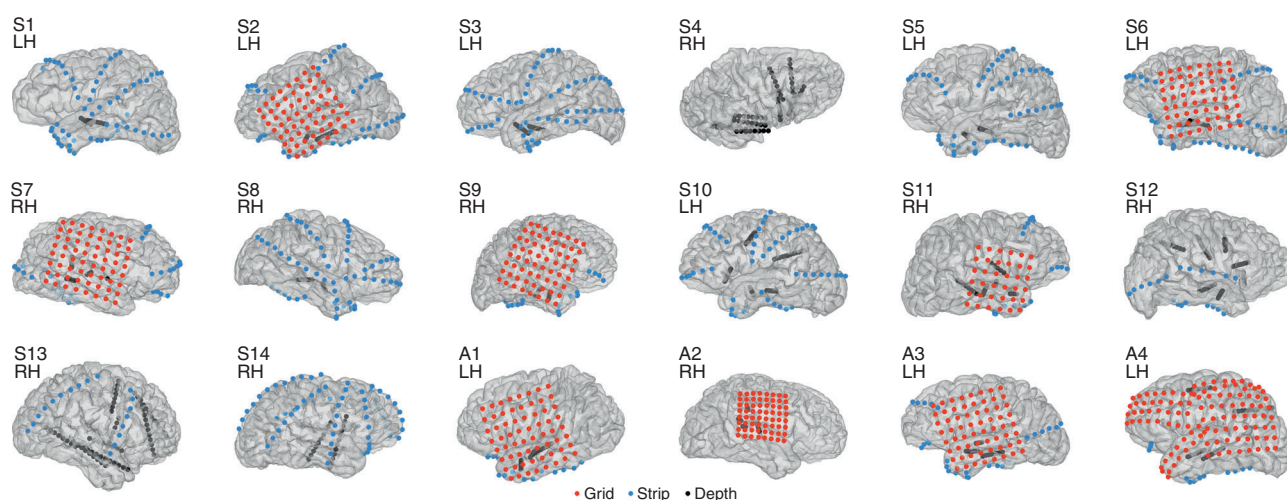 S1
LH
S2
LH
S3
LH
S4
RH
S5
LH
S6
LH
S7
RH
S8
RH
S9
RH
S10
LH
S11
RH
S12
RH
S13
RH
S14
RH
A1
LH
A2
RH
A3
LH
A4
LH
Grid Strip Depth